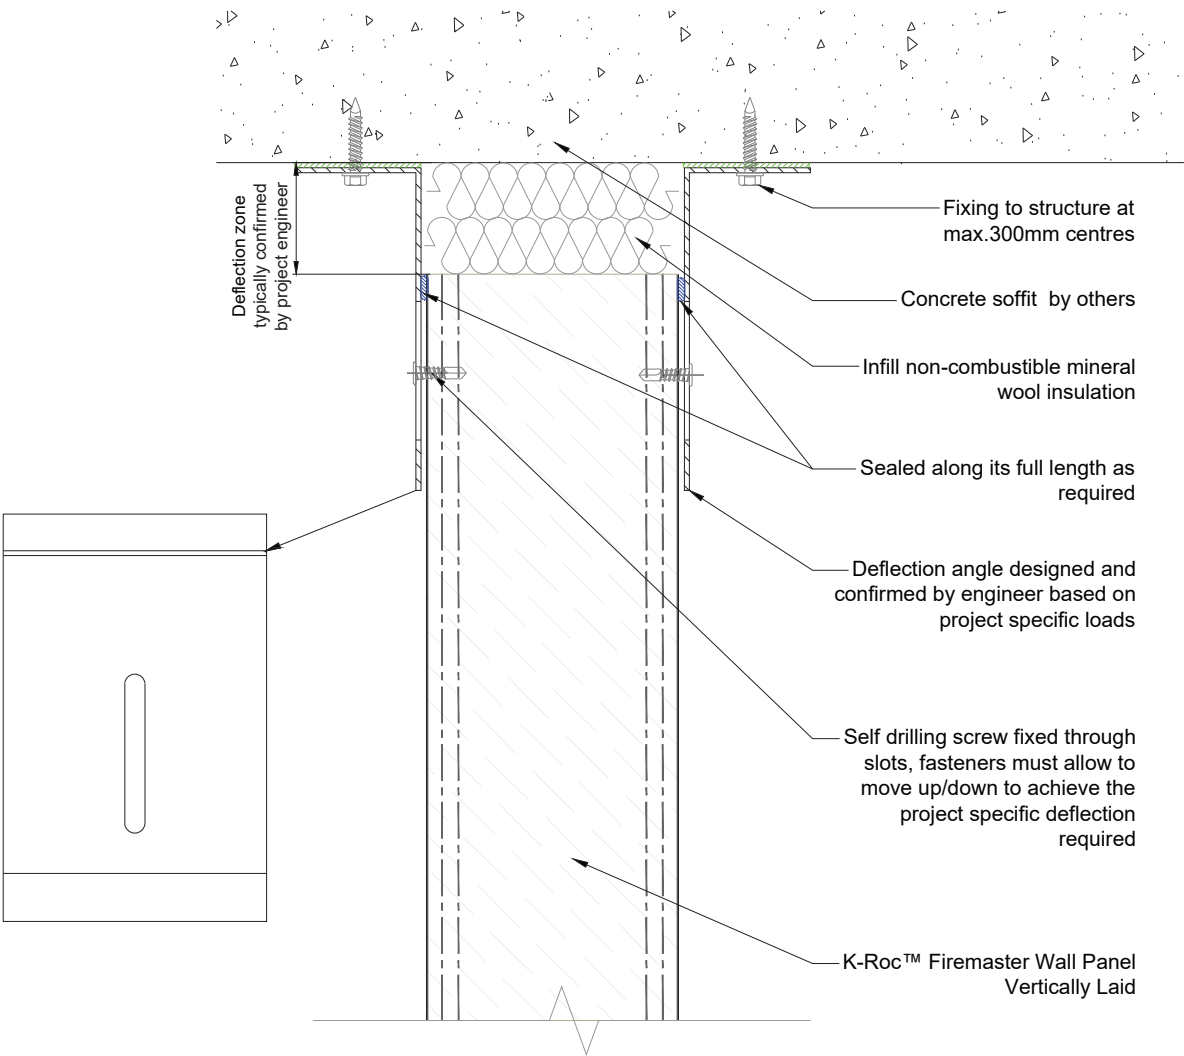 Deflection zone
typically confirmed
by project engineer
Fixing to structure at
max.300mm centres
Concrete soffit  by others
Infill non-combustible mineral
wool insulation
Sealed along its full length as
required
Deflection angle designed and
confirmed by engineer based on
project specific loads
Self drilling screw fixed through
slots, fasteners must allow to
move up/down to achieve the
project specific deflection
required
K-Roc™ Firemaster Wall Panel
Vertically Laid